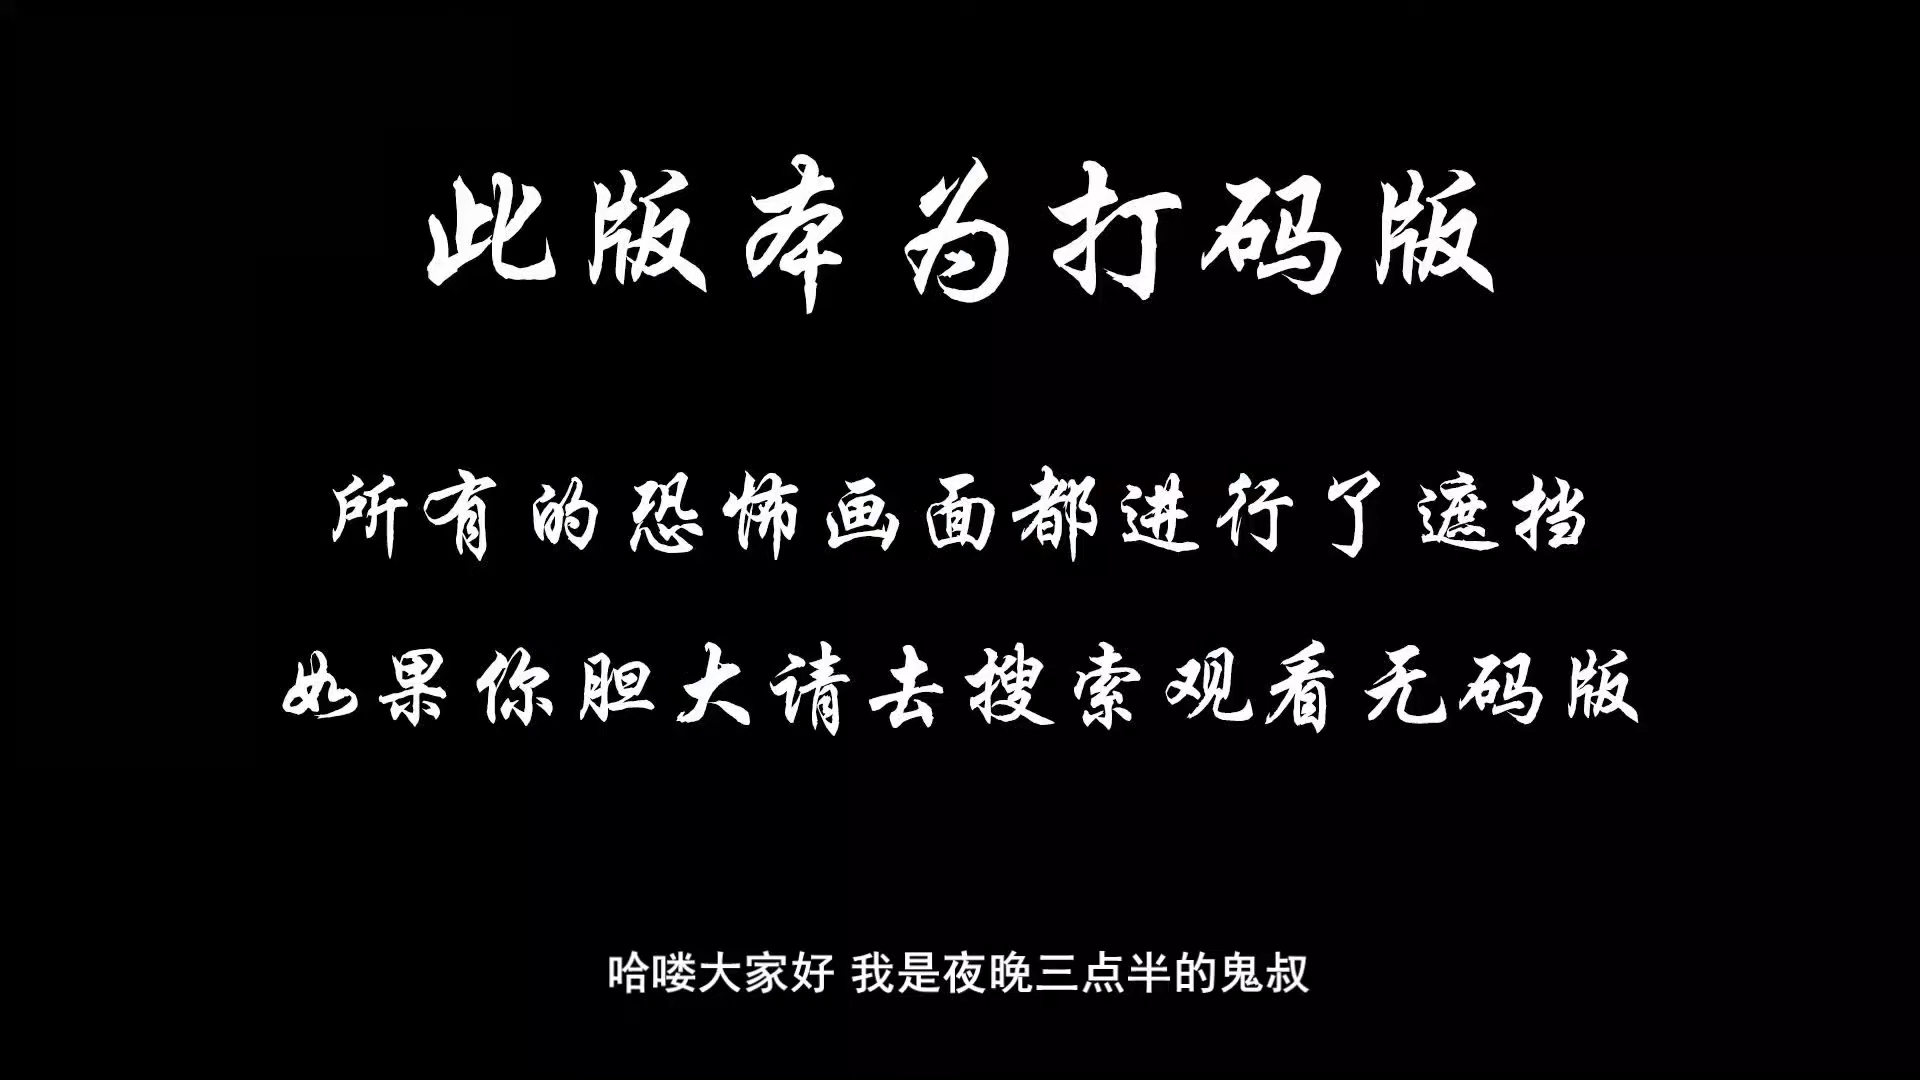 此版本为打码版
所有的恐怖画面都进行了遮挡
如果你胆大请去搜索观看无码版
哈喽大家好 我是夜晚三点半的鬼叔